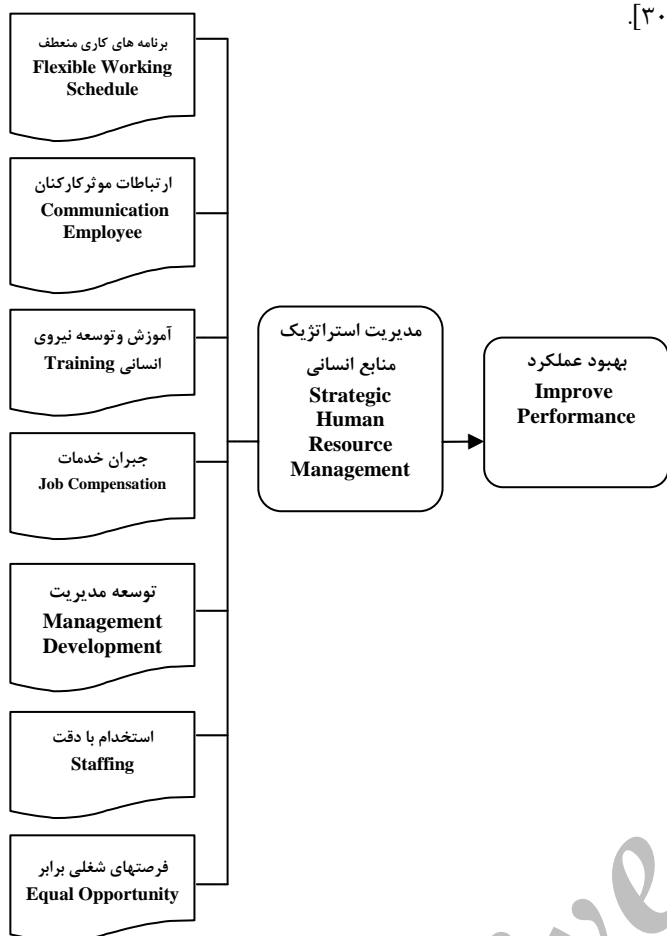 ۳۰].
برنامه های کاری منعطف
Flexible Working
Schedule
ارتباطات موثرکارکنان
Communication
Employee
آموزش وتوسعه نیروی
انسانی Training
جبران خدمات
Job Compensation
توسعه مدیریت
Management
Development
استخدام با دقت
Staffing
فرصتهای شغلی برابر
Equal Opportunity
مدیریت استراتژیک
منابع انسانی
Strategic
Human
Resource
Management
بهبود عملکرد
Improve
Performance
ive